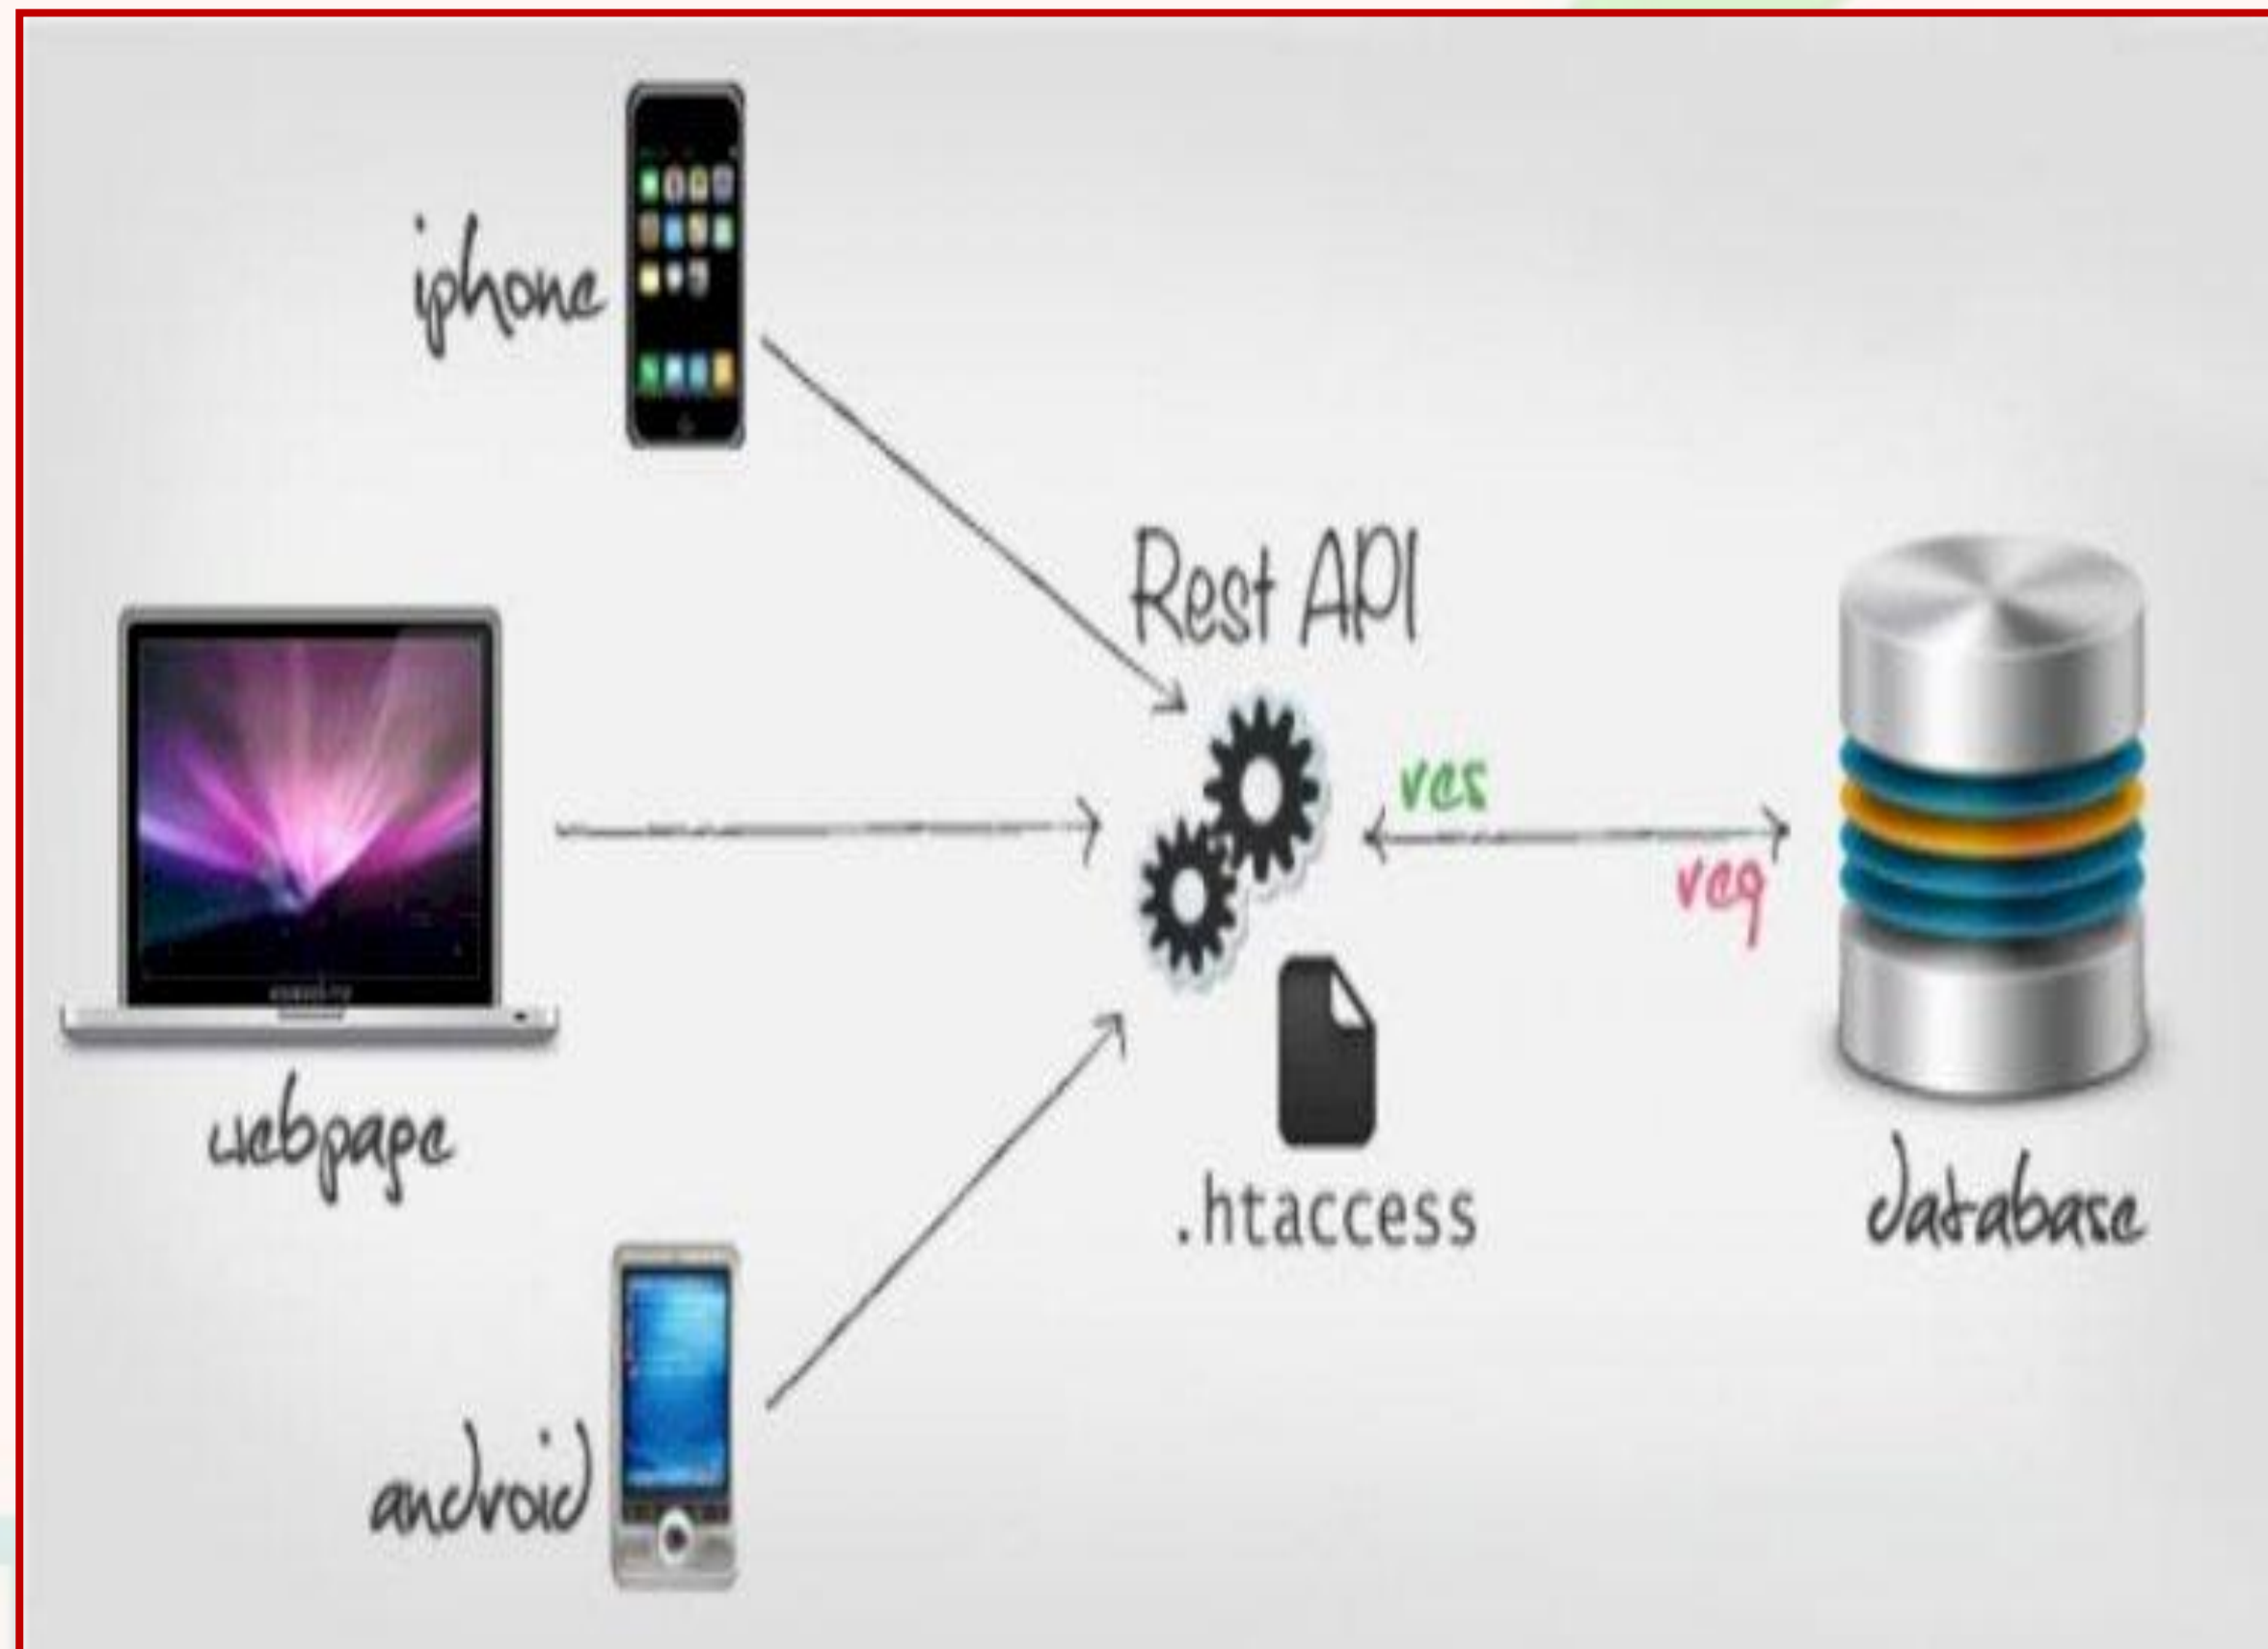 iphone
Rest API
res
req
webpage
.htaccess
database
android